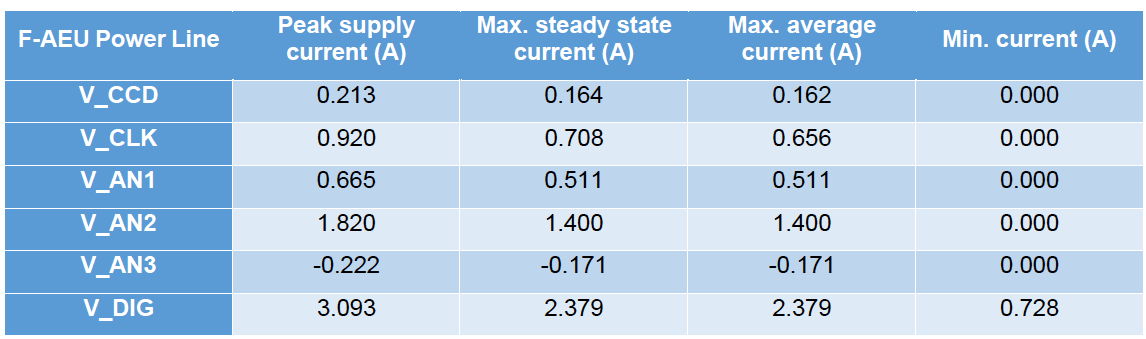 F-AEU Power Line Peak supply current (A) Max. steady state current (A) Max. average current (A) Min. current (A)
V_CCD 0.213 0.164 0.162 0.000
V_CLK 0.920 0.708 0.656 0.000
V_AN1 0.665 0.511 0.511 0.000
V_AN2 1.820 1.400 1.400 0.000
V_AN3 -0.222 -0.171 -0.171 0.000
V_DIG 3.093 2.379 2.379 0.728